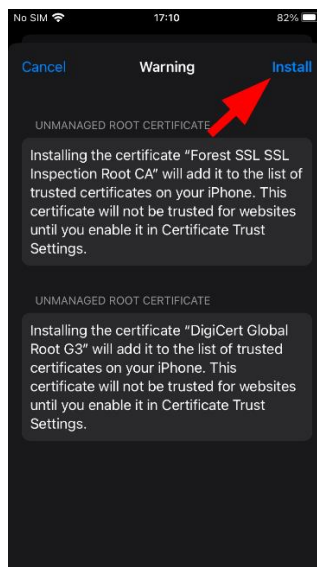 No SIM 17:10 82%
Cancel Warning Install
UNMANAGED ROOT CERTIFICATE
Installing the certificate “Forest SSL SSL
Inspection Root CA” will add it to the list of
trusted certificates on your iPhone. This
certificate will not be trusted for websites
until you enable it in Certificate Trust
Settings.
UNMANAGED ROOT CERTIFICATE
Installing the certificate “DigiCert Global
Root G3” will add it to the list of trusted
certificates on your iPhone. This
certificate will not be trusted for websites
until you enable it in Certificate Trust
Settings.